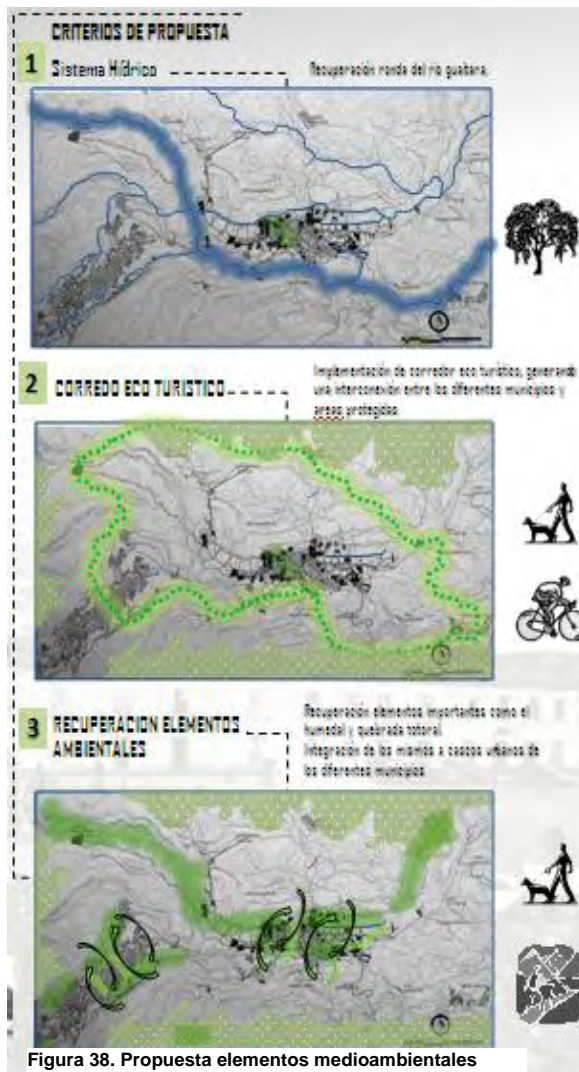 CRITERIOS DE PROPUESTA
1 Sistema Hídrico
Recuperación ronda del rio guaitara.
2 CORREDO ECO TURISTICO
Implementación de corredor eco turístico, generando
una interconexión entre los diferentes municipios y
areas protegidas
3 RECUPERACION ELEMENTOS
AMBIENTALES
Recuperación elementos importantes como el
humedal y quebrada totoral
Integración de los mismos a cascos urbanos de
los diferentes municipios
Figura 38. Propuesta elementos medioambientales